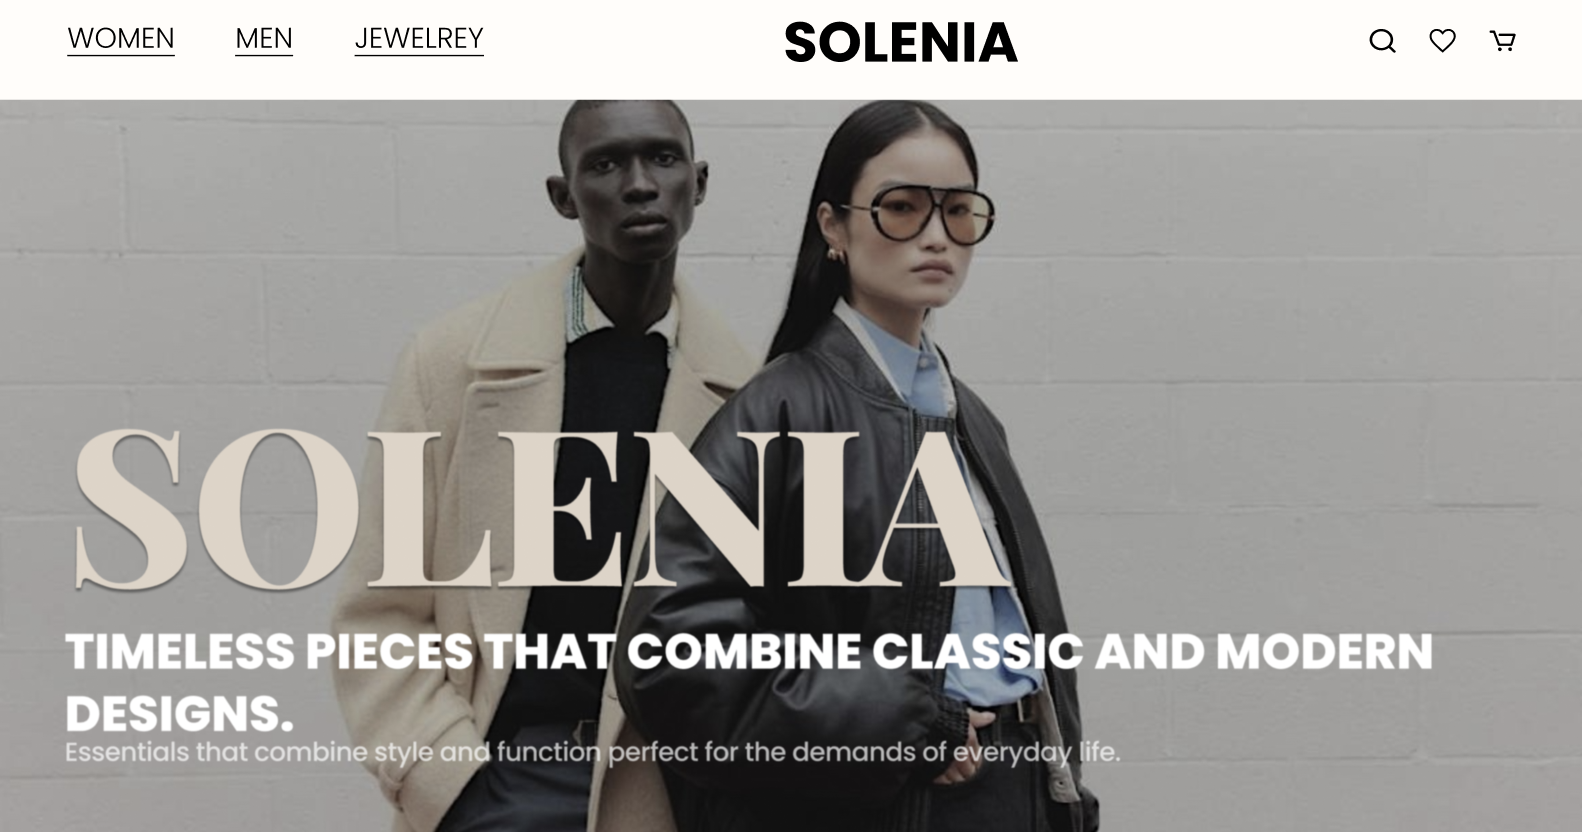 WOMEN MEN JEWELREY SOLENIA
SOLENIA
TIMELESS PIECES THAT COMBINE CLASSIC AND MODERN
DESIGNS.
Essentials that combine style and function perfect for the demands of everyday life.